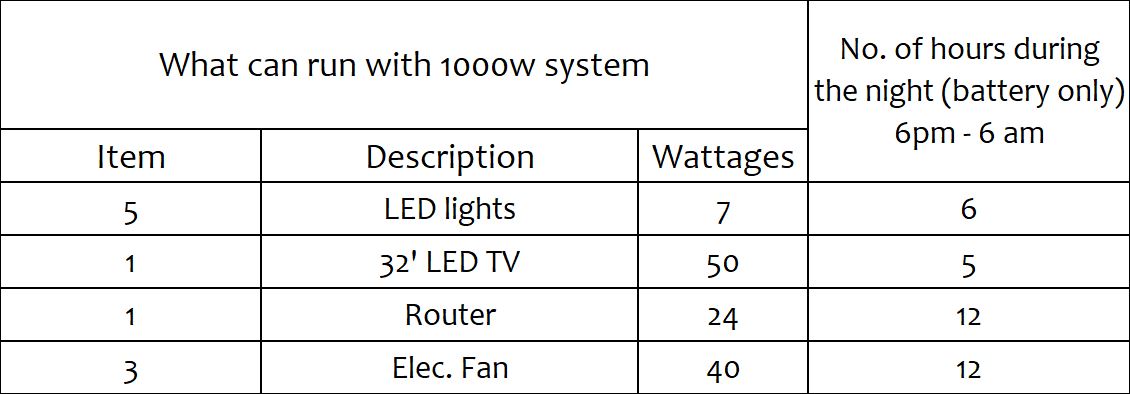 What can run with 1000w system
No. of hours during
the night (battery only)
6pm - 6 am
Item Description Wattages
5 LED lights 7 6
1 32' LED TV 50 5
1 Router 24 12
3 Elec. Fan 40 12